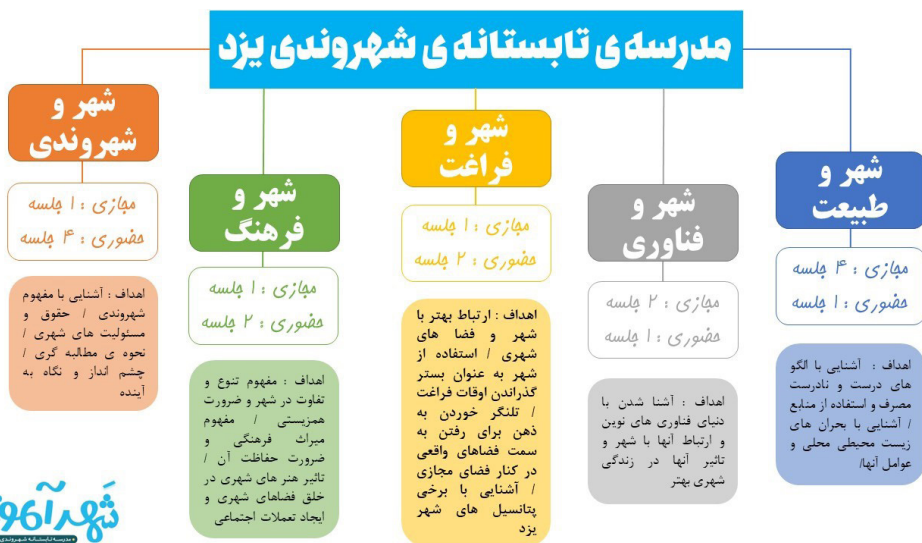 مدرسه‌ی تابستانه‌ی شهروندی یزد
شهر و
طبیعت
مجازی : ۴ جلسه
حضوری : ۱ جلسه
اهداف : آشنایی با الگو
های درست و نادرست
مصرف و استفاده از منابع
/ آشنایی با بحران های
زیست محیطی محلی و
عوامل آنها/
شهر و
فناوری
مجازی : ۲ جلسه
حضوری : ۱ جلسه
اهداف : آشنا شدن با
دنیای فناوری های نوین
و ارتباط آنها با شهر و
تاثیر آنها در زندگی
شهری بهتر
شهر و
فراغت
مجازی : ۱ جلسه
حضوری : ۲ جلسه
اهداف : ارتباط بهتر با
شهر و فضا های
شهری / استفاده از
شهر به عنوان بستر
گذراندن اوقات فراغت
/ تلنگر خوردن به
ذهن برای رفتن به
سمت فضاهای واقعی
در کنار فضای مجازی
/ آشنایی با برخی
پتانسیل های شهر
یزد
شهر و
فرهنگ
مجازی : ۱ جلسه
حضوری : ۲ جلسه
اهداف : مفهوم تنوع و
تفاوت در شهر و ضرورت
همزیستی / مفهوم
میراث فرهنگی و
ضرورت حفاظت آن /
تاثیر هنر های شهری در
خلق فضاهای شهری و
ایجاد تعملات اجتماعی
شهر و
شهروندی
مجازی : ۱ جلسه
حضوری : ۴ جلسه
اهداف : آشنایی با مفهوم
شهروندی / حقوق و
مسئولیت های شهری /
نحوه ی مطالبه گری /
چشم انداز و نگاه به
آینده
مدرسه تابستانه شهروندی